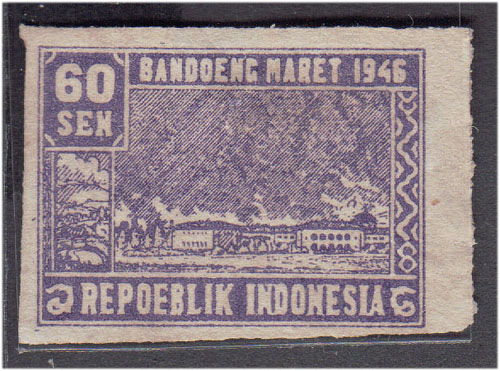 60
SEN
BANDOENG MARET 1946
REPOEBLIK INDONESIA